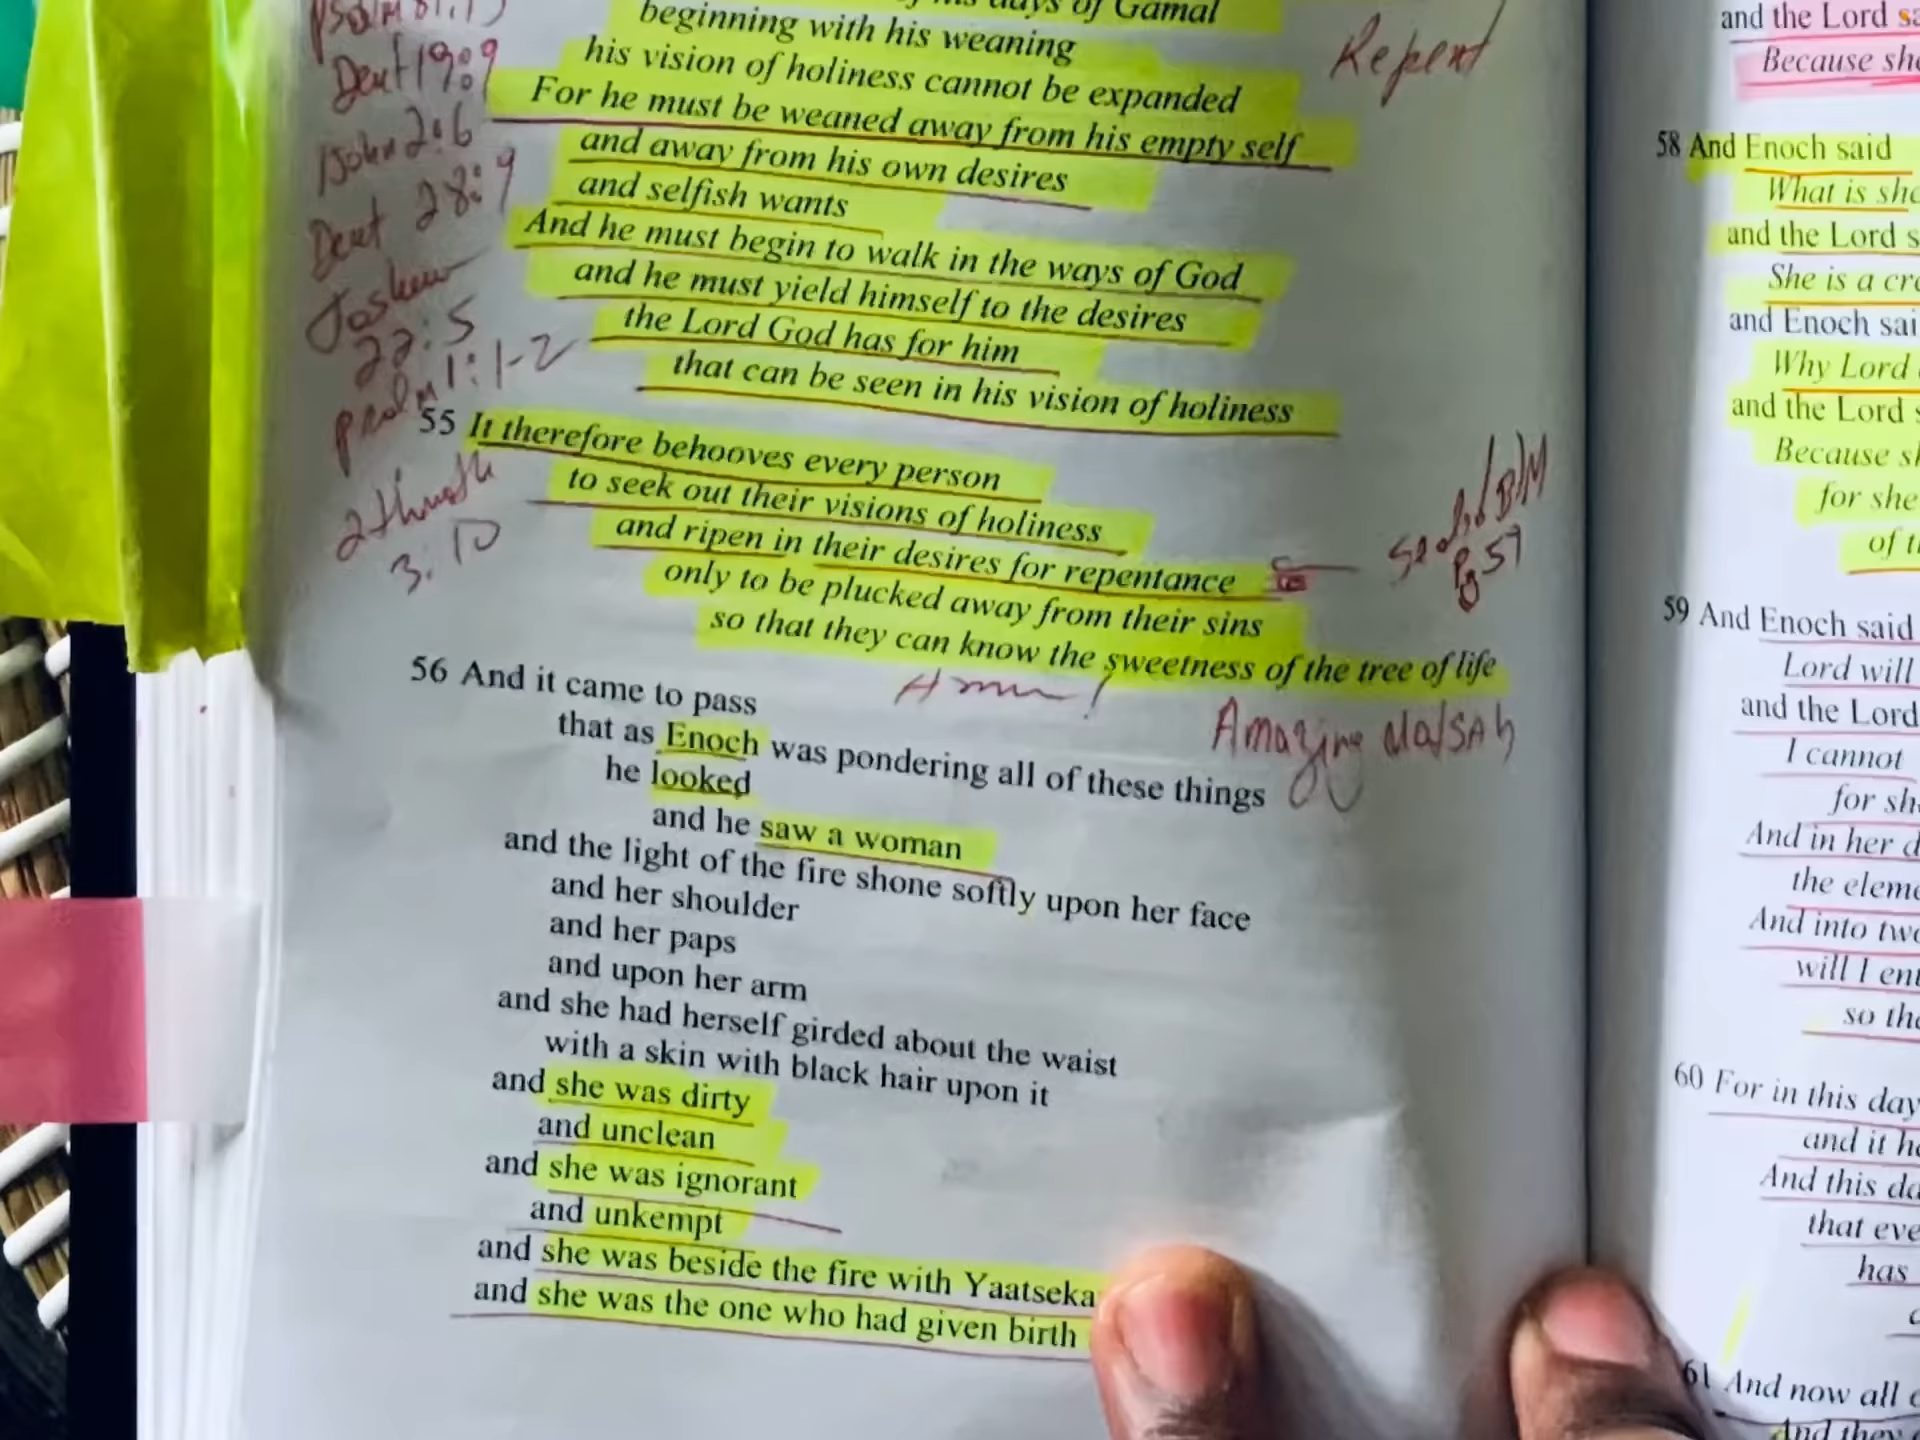 days of Gamal
beginning with his weaning
his vision of holiness cannot be expanded
For he must be weaned away from his empty self
and away from his own desires
and selfish wants
And he must begin to walk in the ways of God
and he must yield himself to the desires
the Lord God has for him
that can be seen in his vision of holiness
55 It therefore behooves every person
to seek out their visions of holiness
and ripen in their desires for repentance
only to be plucked away from their sins
so that they can know the sweetness of the tree of life
56 And it came to pass
that as Enoch was pondering all of these things
he looked
and he saw a woman
and the light of the fire shone softly upon her face
and her shoulder
and her paps
and upon her arm
and she had herself girded about the waist
with a skin with black hair upon it
and she was dirty
and unclean
and she was ignorant
and unkempt
and she was beside the fire with Yaatseka
and she was the one who had given birth
Deut 19:9
1John 2:6
Deut 28:9
22:5
psalm 1:1-2
3:10
Repent
Pg 57
Amazing
and the Lord
Because she
58 And Enoch said
What is she
and the Lord
She is a
and Enoch
Why Lord
and the Lord
Because
for she
of
59 And Enoch said
Lord will
and the Lord
I cannot
for
And in her
the
And into
will I
so
60 For in this day
and it
And this
that
has
61 And now all
And they